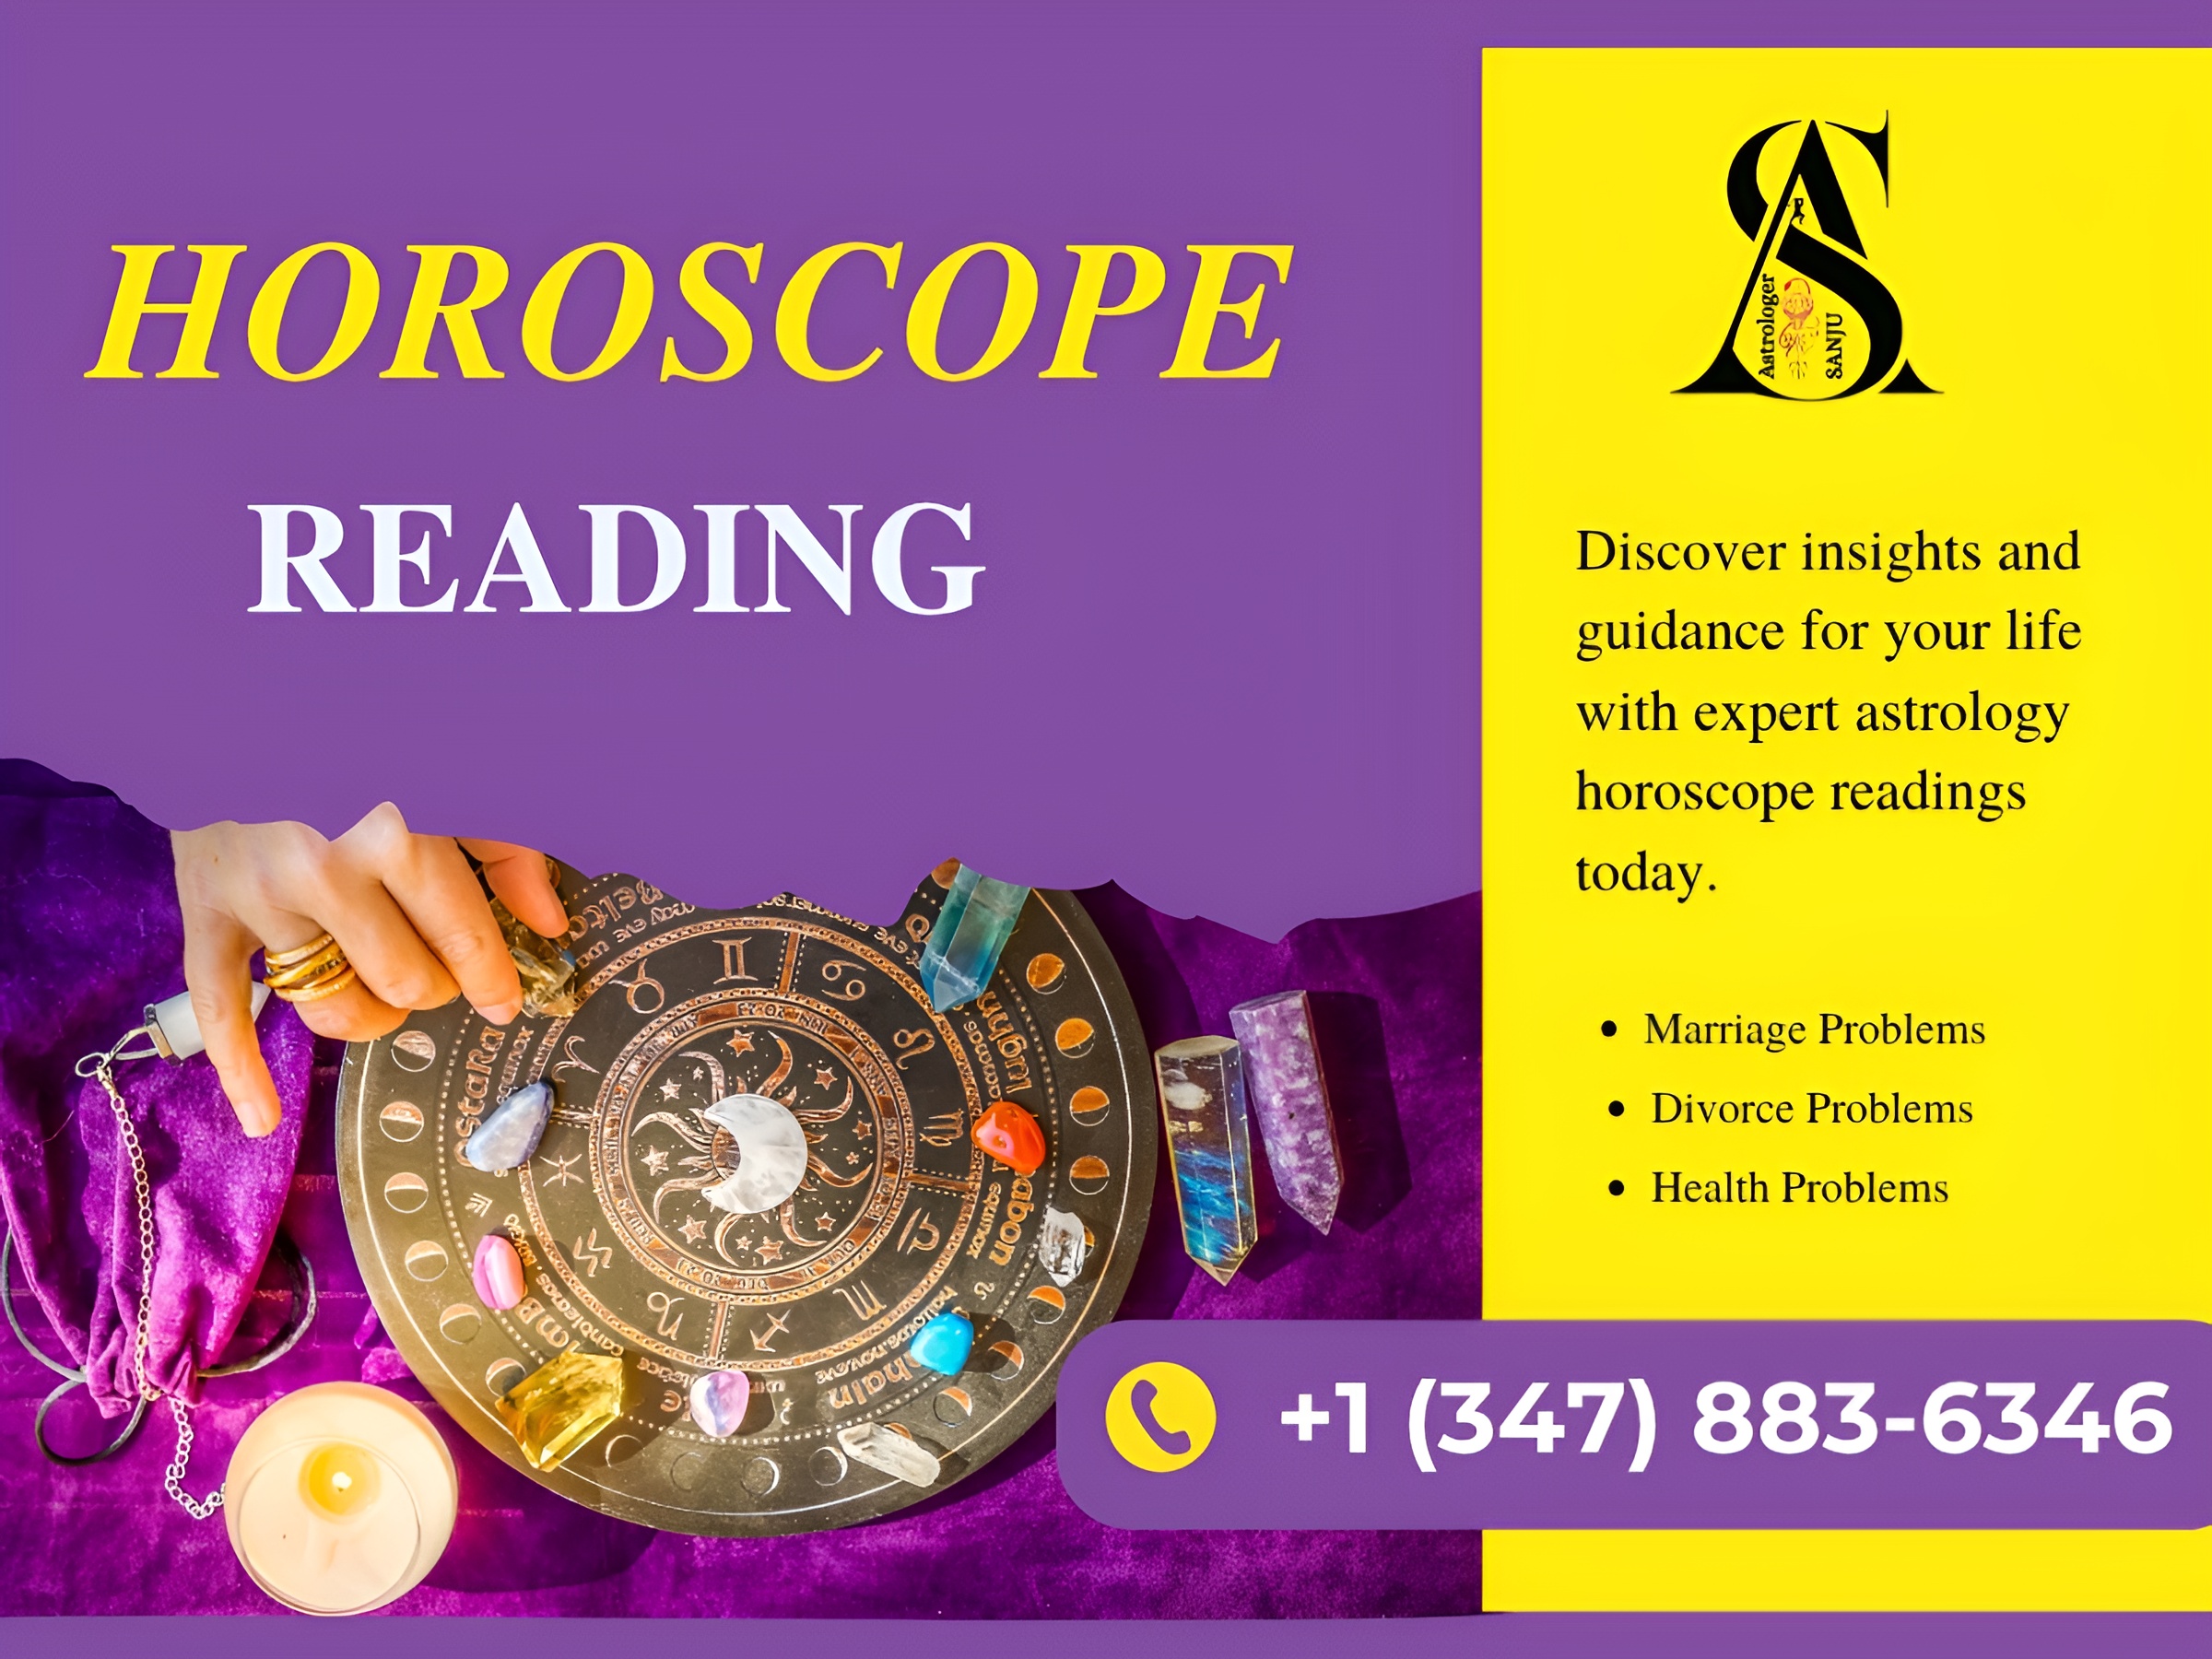 HOROSCOPE
READING
Astrologer
SANJU
Discover insights and
guidance for your life
with expert astrology
horoscope readings
today.
• Marriage Problems
• Divorce Problems
• Health Problems
+1 (347) 883-6346